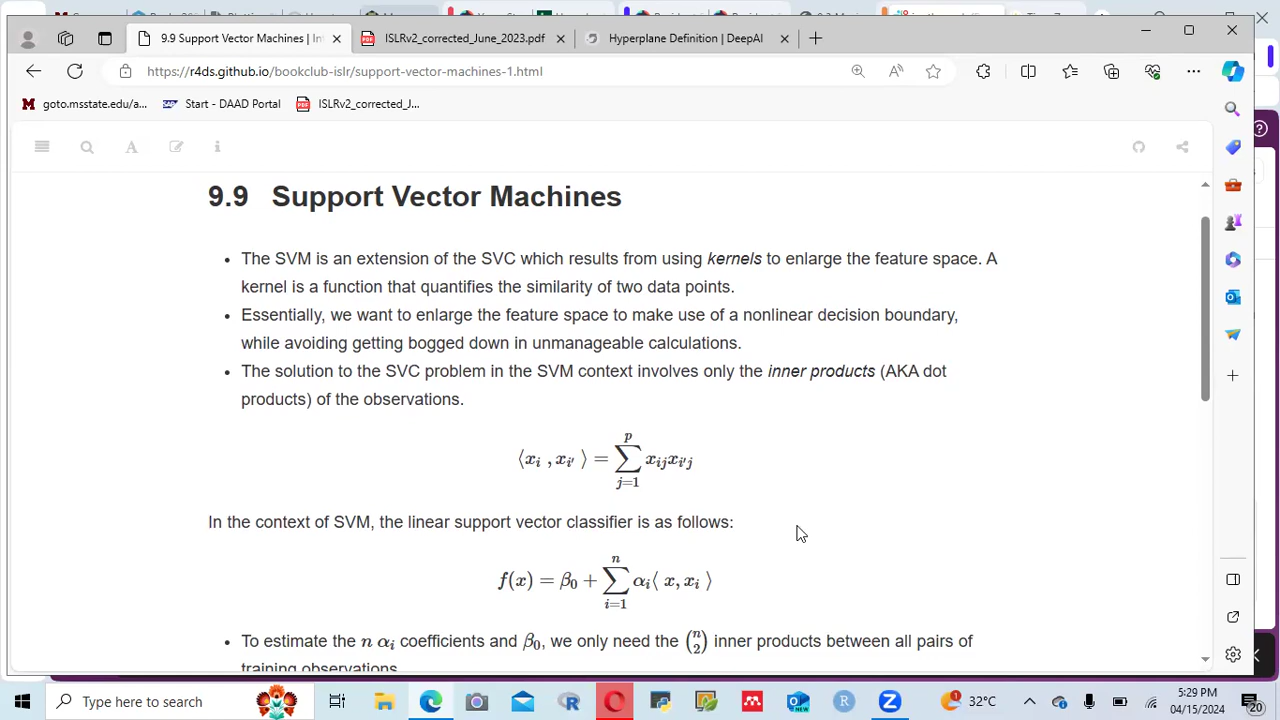 9.9 Support Vector Machines | In
ISLRv2_corrected_June_2023.pdf
Hyperplane Definition | DeepAI
https://r4ds.github.io/bookclub-islr/support-vector-machines-1.html
goto.msstate.edu/a...
Start - DAAD Portal
ISLRv2_corrected_J...
9.9 Support Vector Machines
• The SVM is an extension of the SVC which results from using kernels to enlarge the feature space. A
kernel is a function that quantifies the similarity of two data points.
• Essentially, we want to enlarge the feature space to make use of a nonlinear decision boundary,
while avoiding getting bogged down in unmanageable calculations.
• The solution to the SVC problem in the SVM context involves only the inner products (AKA dot
products) of the observations.
⟨x_i , x_{i'}⟩ = ∑_{j=1}^{p} x_{ij}x_{i'j}
In the context of SVM, the linear support vector classifier is as follows:
f(x) = β_0 + ∑_{i=1}^{n} α_i⟨ x, x_i ⟩
• To estimate the n α_i coefficients and β_0, we only need the (n 2) inner products between all pairs of
training observations
Type here to search
32°C
5:29 PM
04/15/2024
20